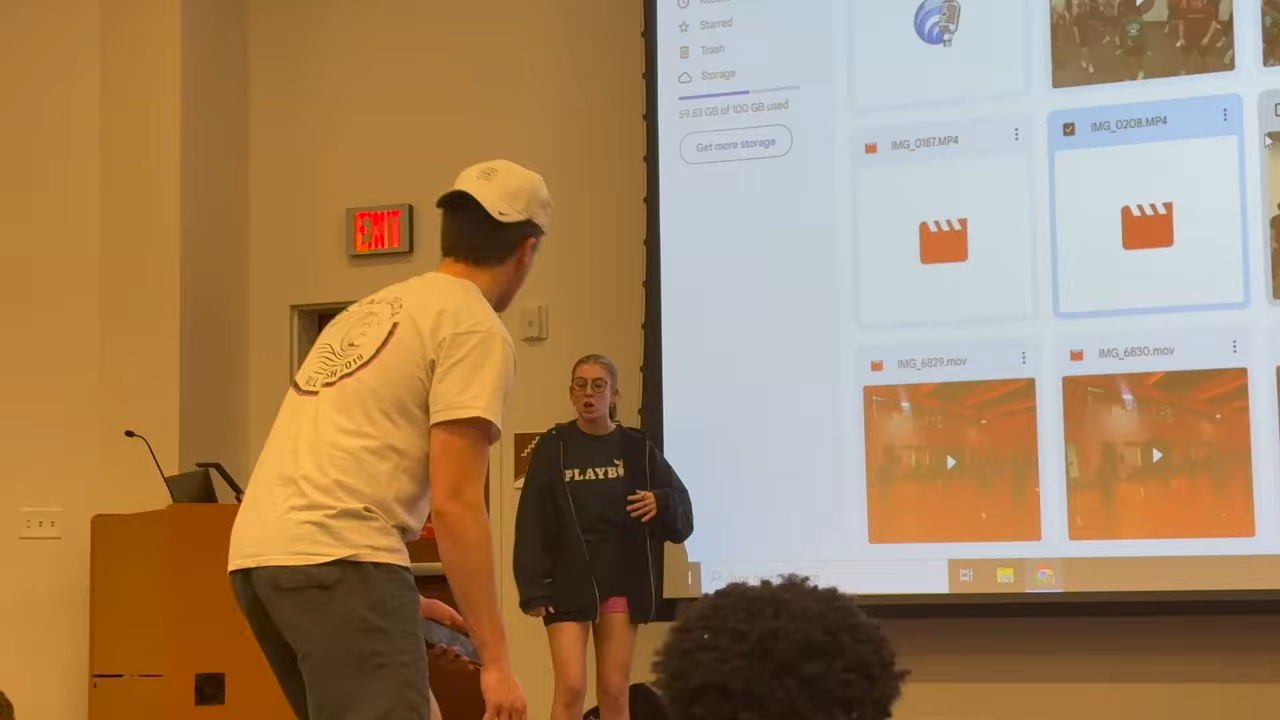 Starred
Trash
Storage
59.83 GB of 100 GB used
Get more storage
IMG_0187.MP4
IMG_0208.MP4
IMG_6829.mov
IMG_6830.mov
EXIT
2019
PLAYB